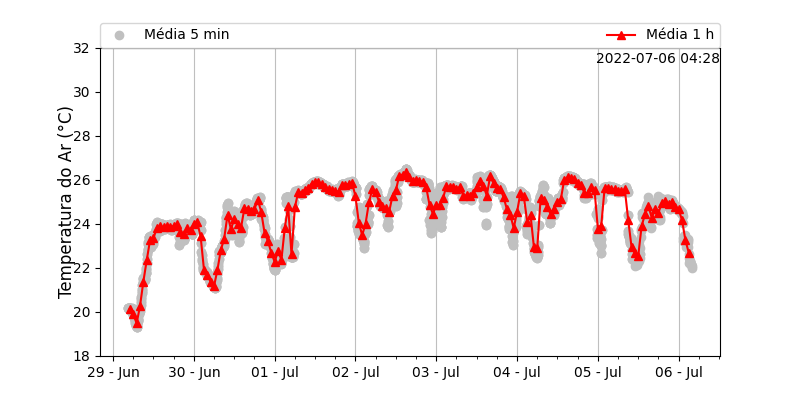 Média 5 min
Média 1 h
2022-07-06 04:28
Temperatura do Ar (°C)
32
30
28
26
24
22
20
18
29 - Jun
30 - Jun
01 - Jul
02 - Jul
03 - Jul
04 - Jul
05 - Jul
06 - Jul